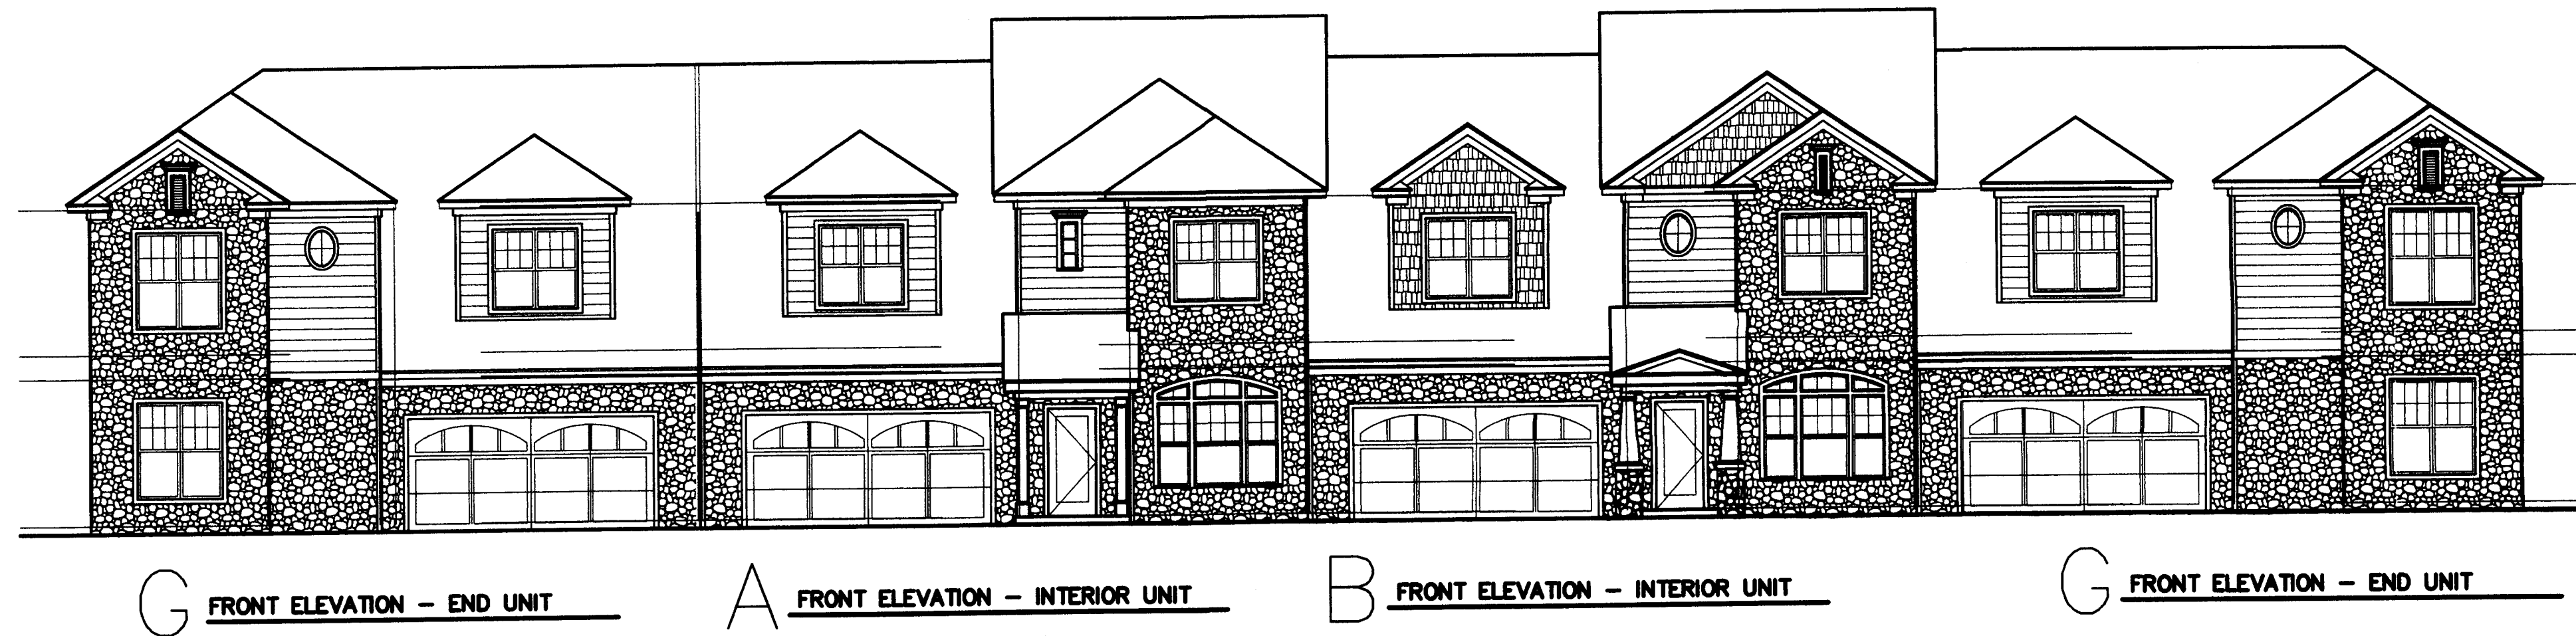 G FRONT ELEVATION – END UNIT
A FRONT ELEVATION – INTERIOR UNIT
B FRONT ELEVATION – INTERIOR UNIT
G FRONT ELEVATION – END UNIT